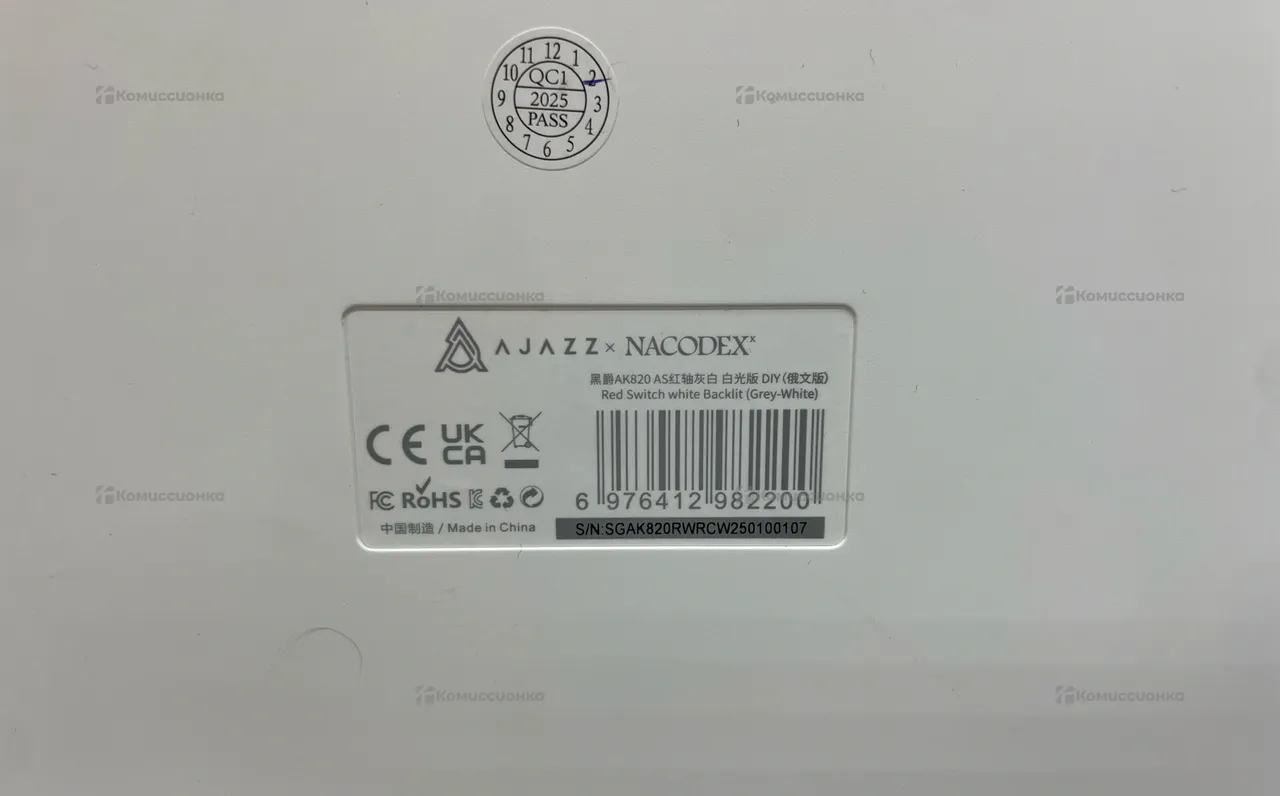 11 12 1
10 QC1 2
9 2025 3
8 PASS 4
7 6 5
Комиссионка Комиссионка
Комиссионка Комиссионка
AJAZZ × NACODEX x
黑爵AK820 AS红轴灰白 白光版 DIY(俄文版)
Red Switch white Backlit (Grey-White)
CE UK CA
FC RoHS
6 976412 982200
Комиссионка Комиссионка
中国制造 / Made in China
S/N:SGAK820RWRCW250100107
Комиссионка Комиссионка